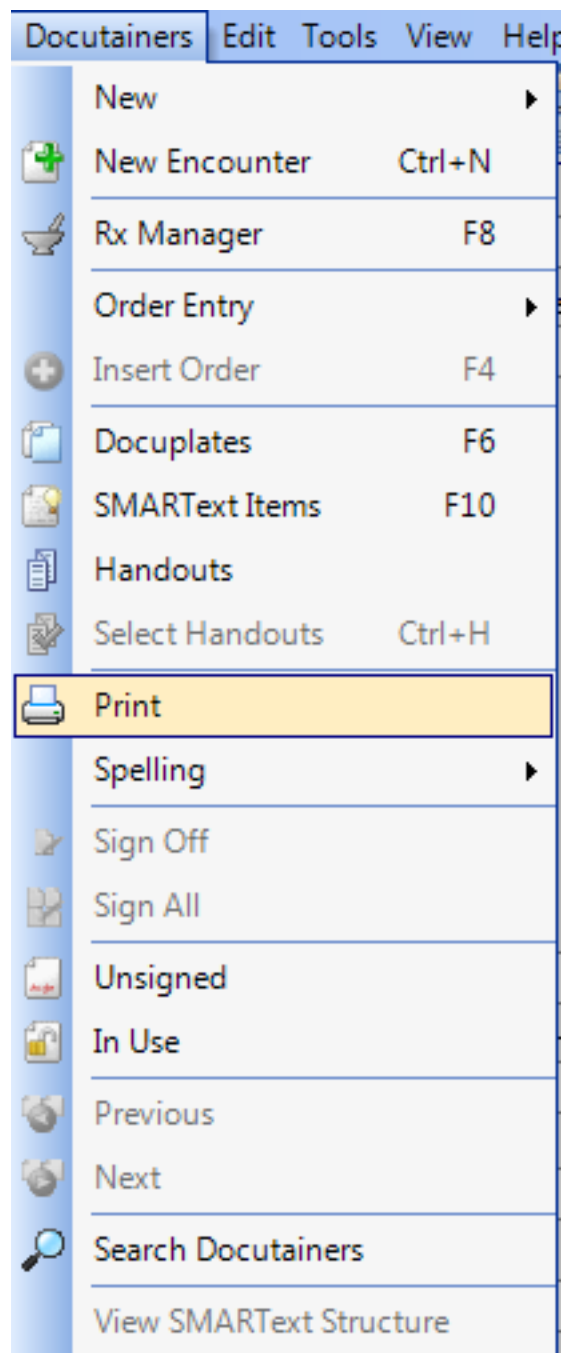 Docutainers Edit Tools View Help
New
New Encounter Ctrl+N
Rx Manager F8
Order Entry
Insert Order F4
Docuplates F6
SMARText Items F10
Handouts
Select Handouts Ctrl+H
Print
Spelling
Sign Off
Sign All
Unsigned
In Use
Previous
Next
Search Docutainers
View SMARText Structure